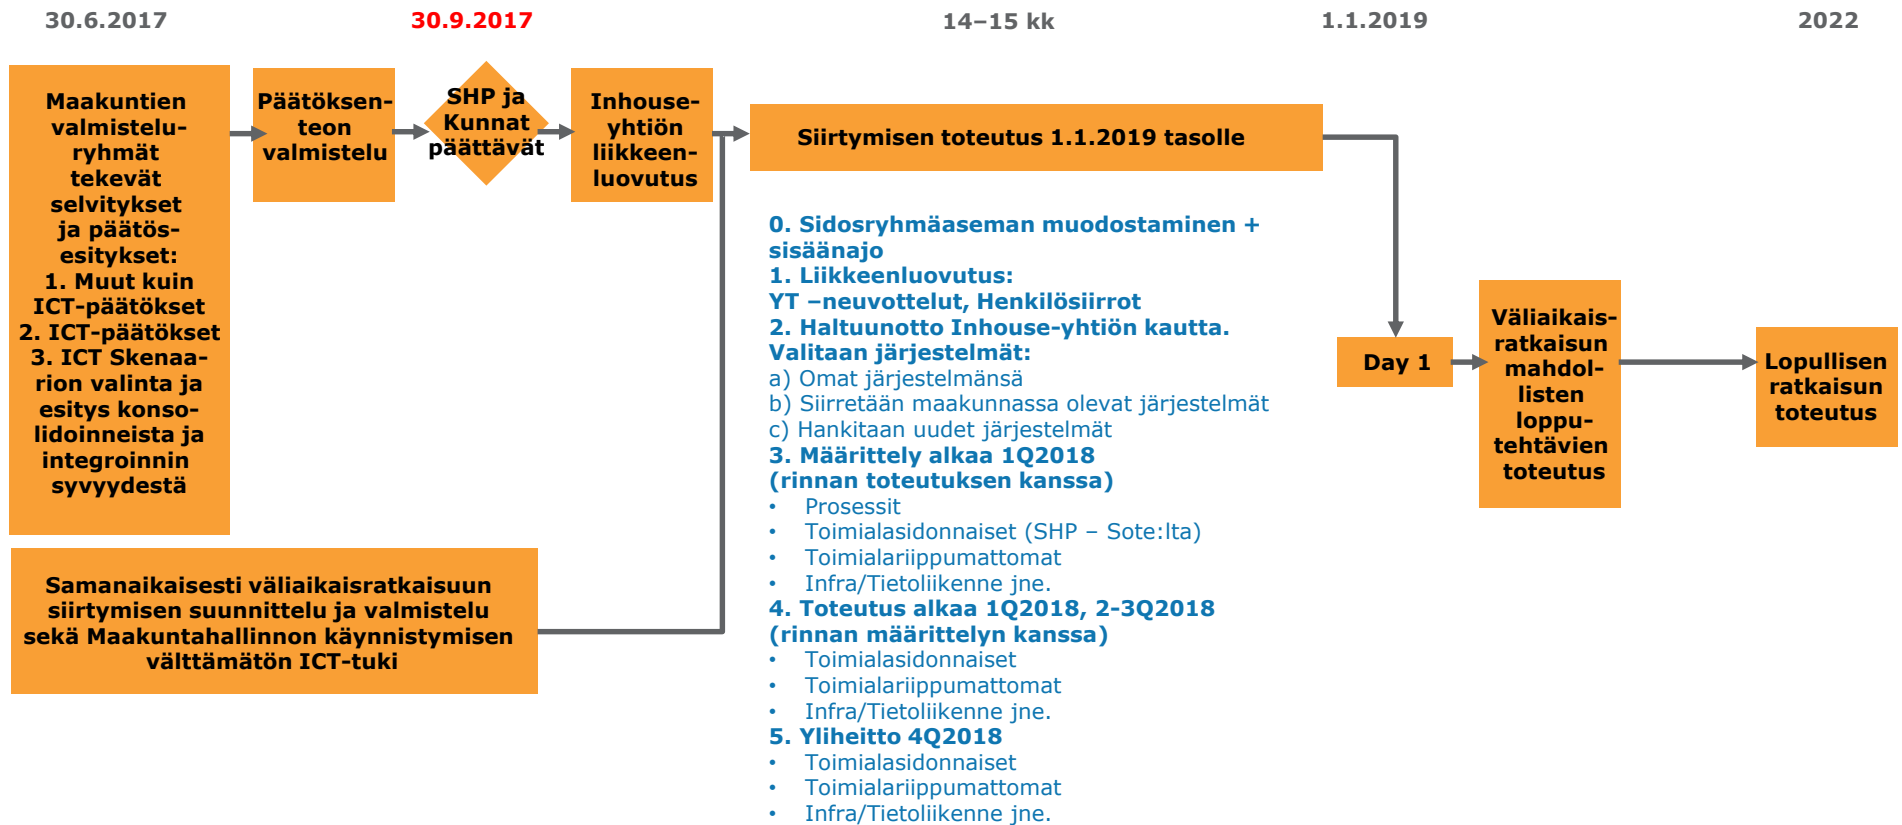 30.6.2017
30.9.2017
14–15 kk
1.1.2019
2022
Maakuntien
valmistelu-
ryhmät
tekevät
selvitykset
ja päätös-
esitykset:
1. Muut kuin
ICT-päätökset
2. ICT-päätökset
3. ICT Skenaa-
rion valinta ja
esitys konso-
lidoinneista ja
integroinnin
syvyydestä
Päätöksen-
teon
valmistelu
SHP ja
Kunnat
päättävät
Inhouse-
yhtiön
liikkeen-
luovutus
Siirtymisen toteutus 1.1.2019 tasolle
Samanaikaisesti väliaikaisratkaisuun
siirtymisen suunnittelu ja valmistelu
sekä Maakuntahallinnon käynnistymisen
välttämätön ICT-tuki
0. Sidosryhmäaseman muodostaminen +
sisäänajo
1. Liikkeenluovutus:
YT –neuvottelut, Henkilösiirrot
2. Haltuunotto Inhouse-yhtiön kautta.
Valitaan järjestelmät:
a) Omat järjestelmänsä
b) Siirretään maakunnassa olevat järjestelmät
c) Hankitaan uudet järjestelmät
3. Määrittely alkaa 1Q2018
(rinnan toteutuksen kanssa)
• Prosessit
• Toimialasidonnaiset (SHP – Sote:lta)
• Toimialariippumattomat
• Infra/Tietoliikenne jne.
4. Toteutus alkaa 1Q2018, 2-3Q2018
(rinnan määrittelyn kanssa)
• Toimialasidonnaiset
• Toimialariippumattomat
• Infra/Tietoliikenne jne.
5. Yliheitto 4Q2018
• Toimialasidonnaiset
• Toimialariippumattomat
• Infra/Tietoliikenne jne.
Day 1
Väliaikais-
ratkaisun
mahdol-
listen
loppu-
tehtävien
toteutus
Lopullisen
ratkaisun
toteutus